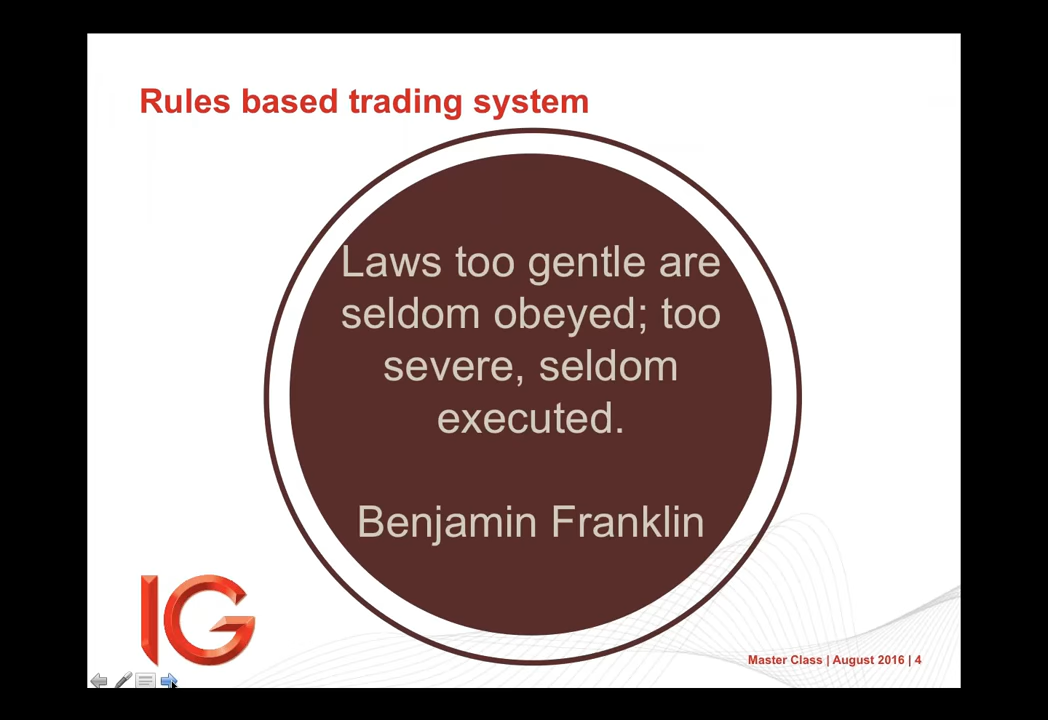 Rules based trading system
Laws too gentle are
seldom obeyed; too
severe, seldom
executed.
Benjamin Franklin
IG
Master Class | August 2016 | 4